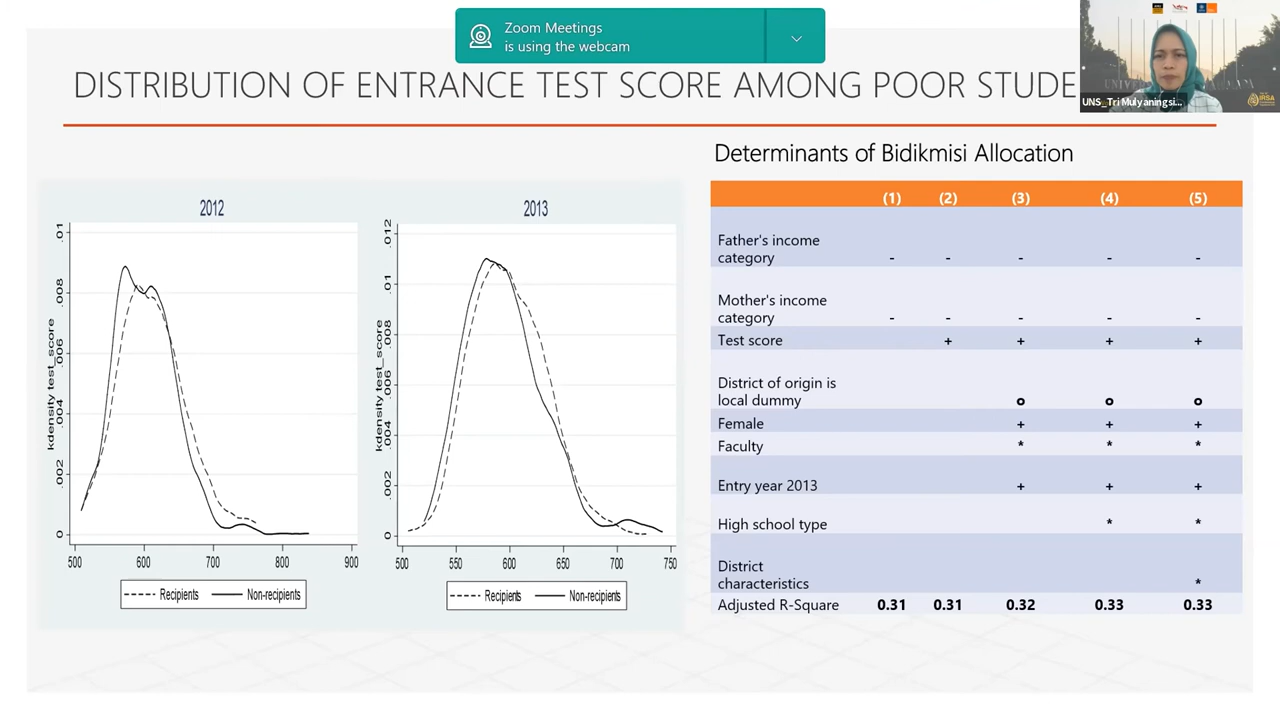 Zoom Meetings
is using the webcam
DISTRIBUTION OF ENTRANCE TEST SCORE AMONG POOR STUDE
UNS_Tri Mulyaningsi...
IRSA
Determinants of Bidikmisi Allocation
2012
kdensity test_score
.01
.008
.006
.004
.002
0
500 600 700 800 900
Recipients Non-recipients
2013
kdensity test_score
.012
.01
.008
.006
.004
.002
0
500 550 600 650 700 750
Recipients Non-recipients
(1) (2) (3) (4) (5)
Father's income
category - - - - -
Mother's income
category - - - - -
Test score + + + +
District of origin is
local dummy o o o
Female + + +
Faculty * * *
Entry year 2013 + + +
High school type * *
District
characteristics *
Adjusted R-Square 0.31 0.31 0.32 0.33 0.33